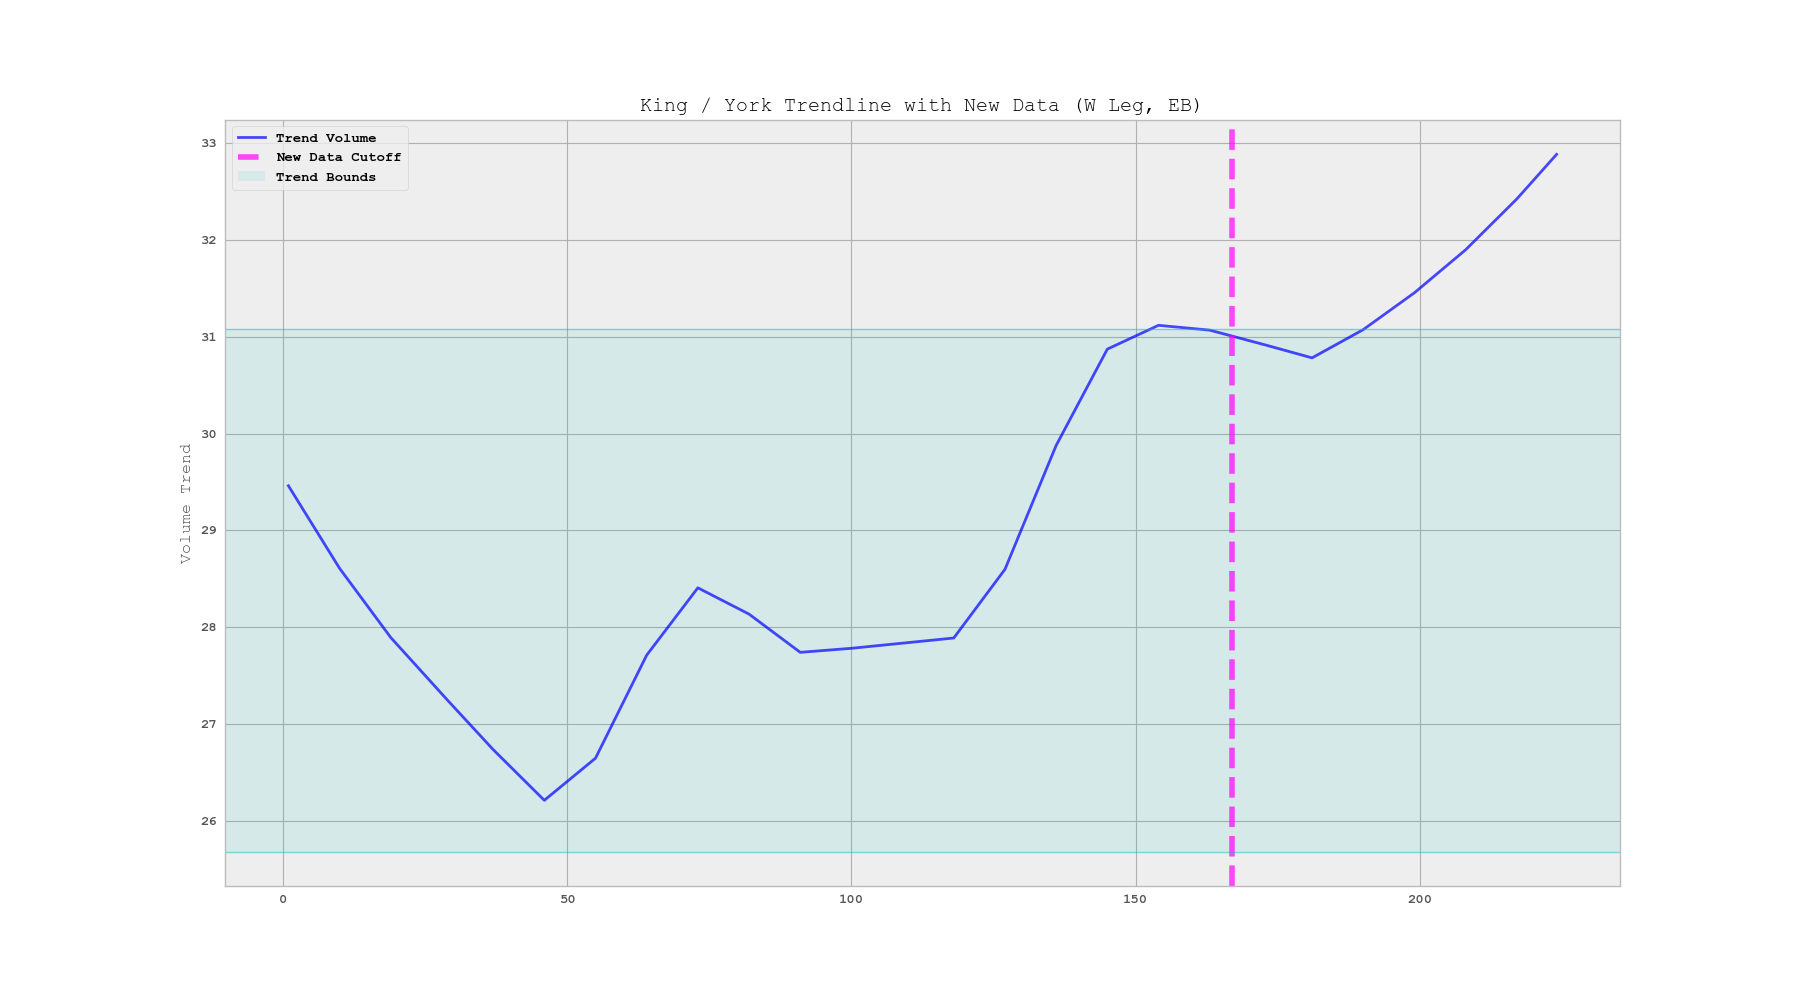 King / York Trendline with New Data (W Leg, EB)
Trend Volume
New Data Cutoff
Trend Bounds
Volume Trend
33
32
31
30
29
28
27
26
0
50
100
150
200